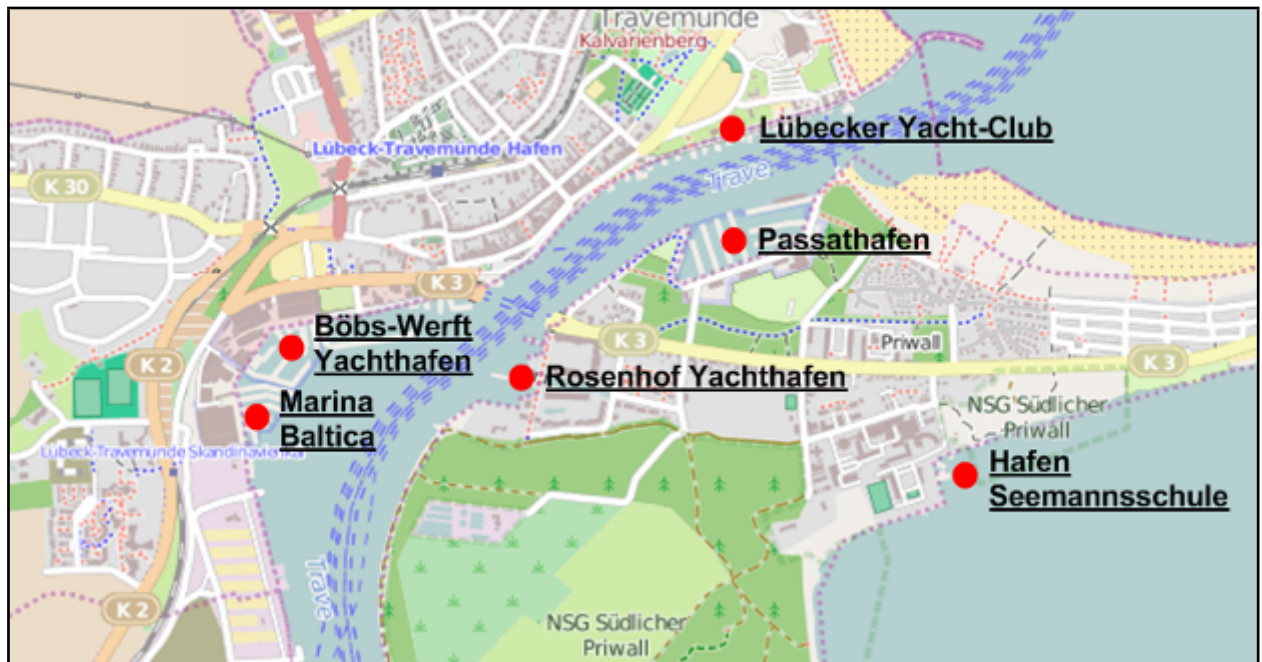 Travemünde
Kalvarienberg
Lübecker Yacht-Club
Lübeck-Travemünde Hafen
Trave
K 30
Passathafen
K 3
Böbs-Werft
Yachthafen
K 3
Priwall
K 2
K 3
Rosenhof Yachthafen
Marina
Baltica
NSG Südlicher
Priwall
Lübeck-Travemünde Skandinavienkai
Hafen
Seemannsschule
Trave
K 2
NSG Südlicher
Priwall